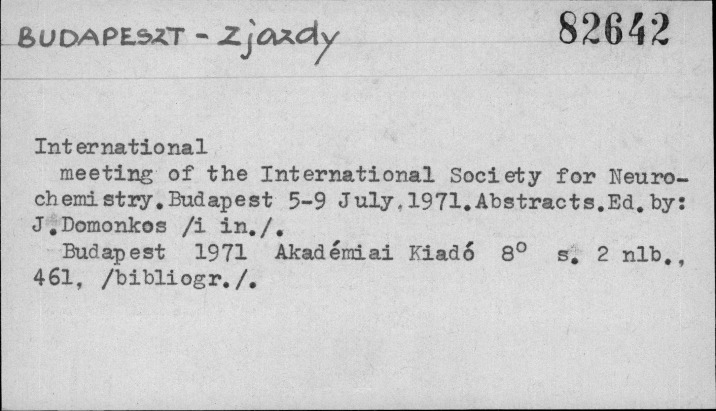 BUDAPESZT - Zjazdy 82642
International
meeting of the International Society for Neuro-
chemistry.Budapest 5-9 July.1971.Abstracts.Ed.by:
J.Domonkos /i in./.
Budapest 1971 Akadémiai Kiadó 8° s. 2 nlb.,
461, /bibliogr./.